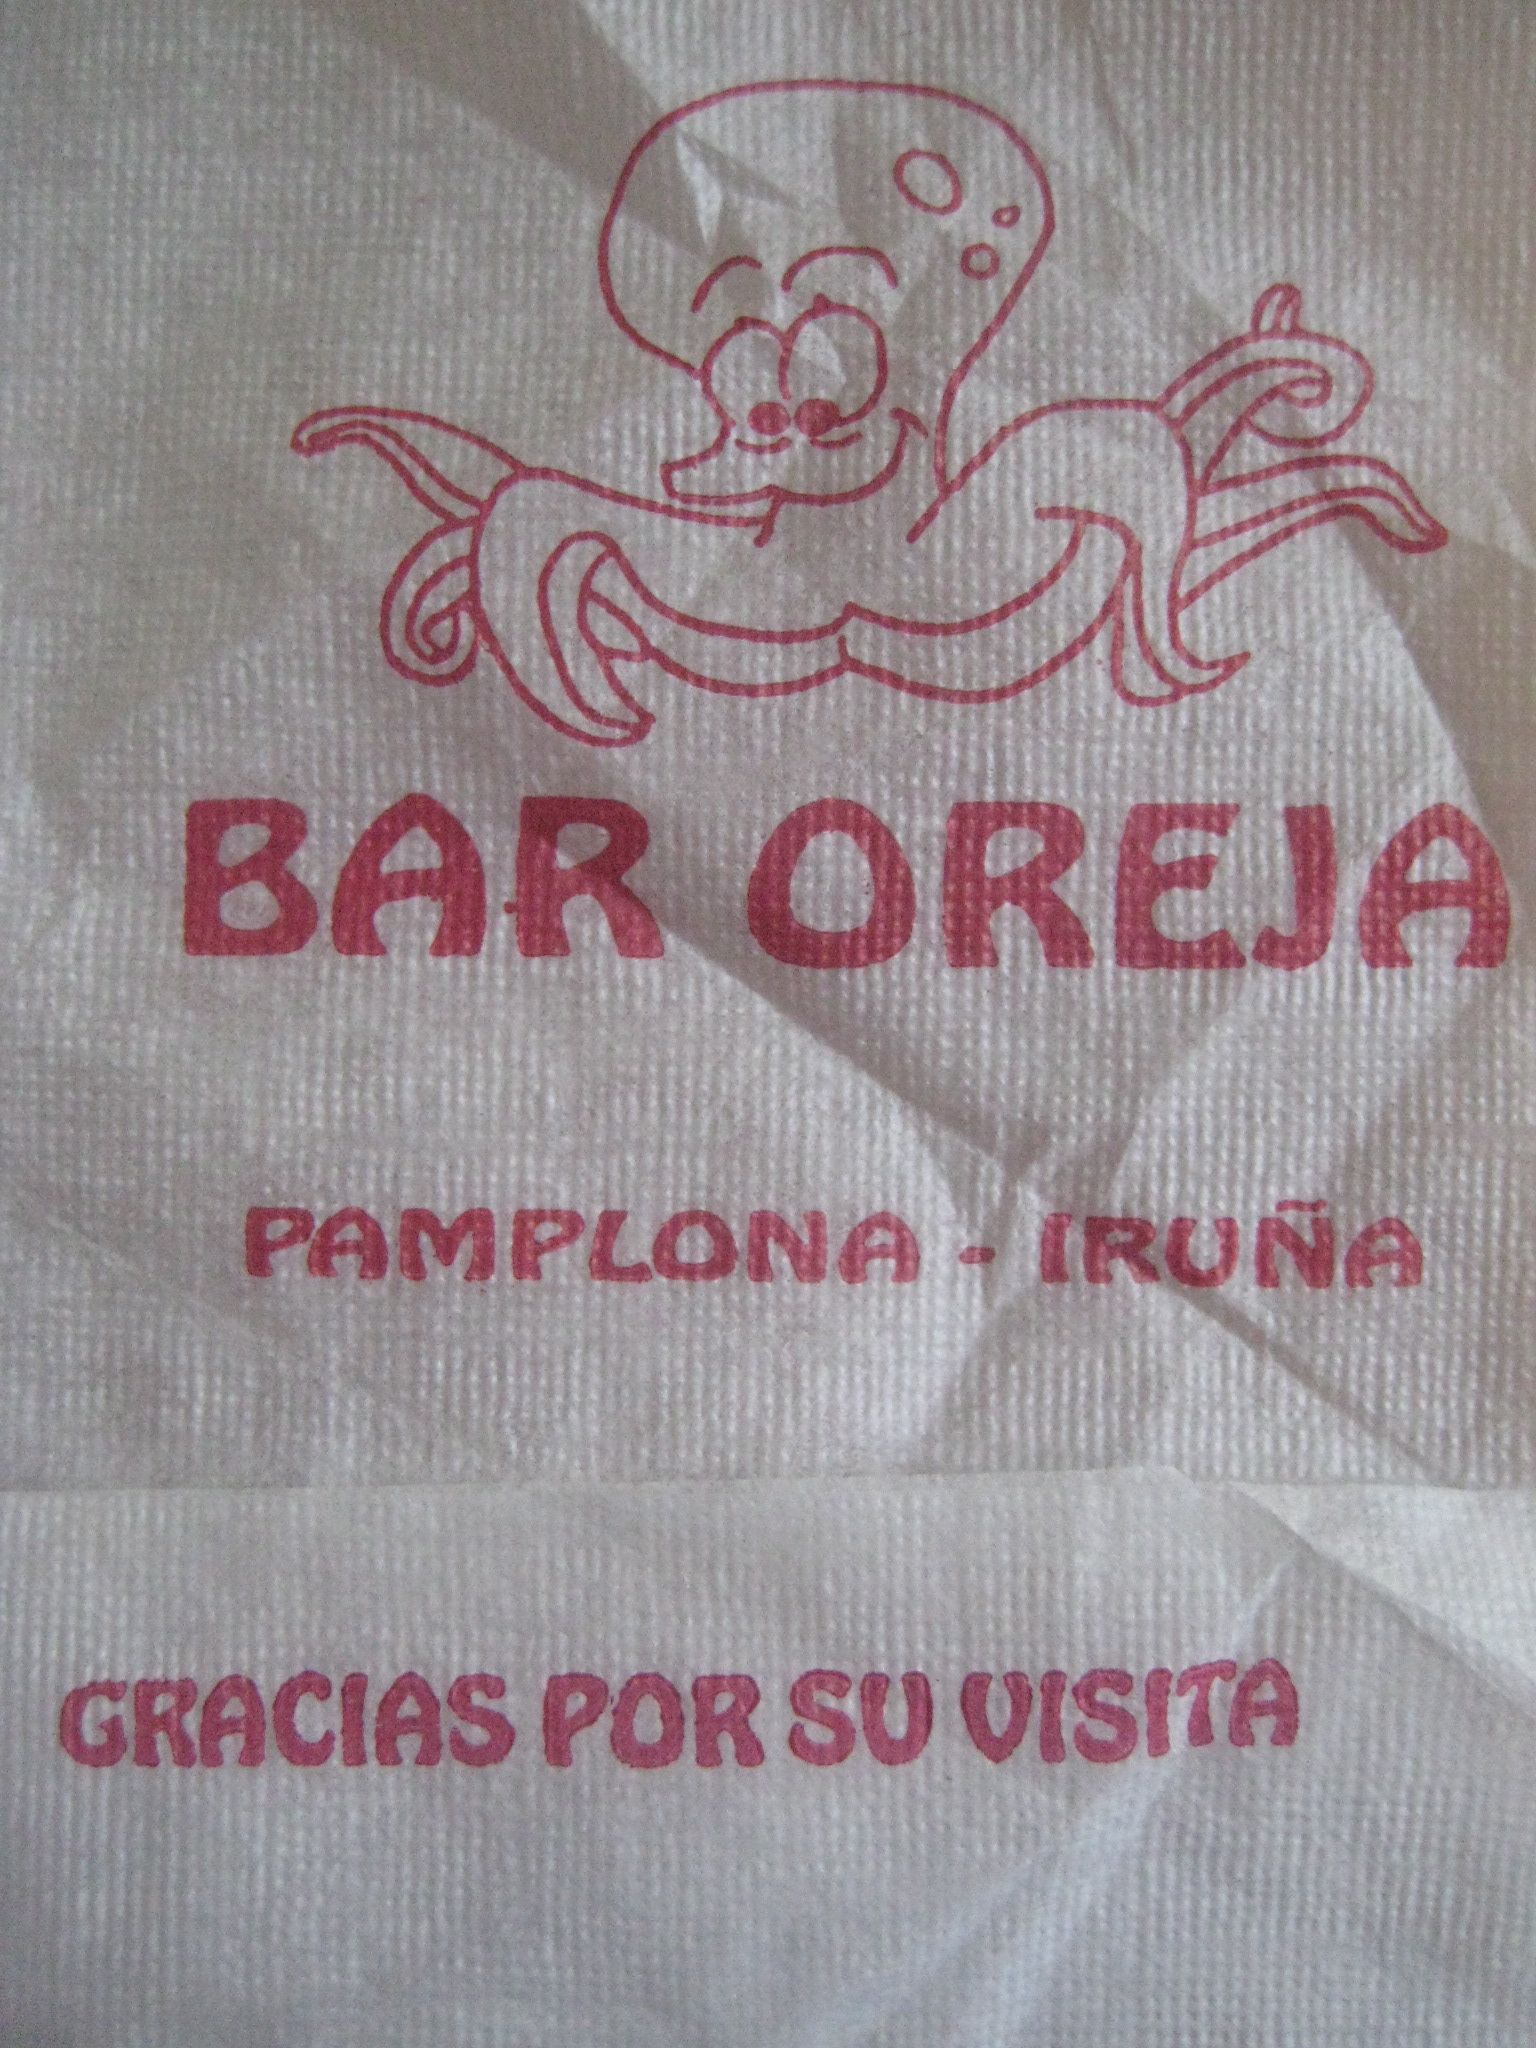 BAR OREJA
PAMPLONA - IRUÑA
GRACIAS POR SU VISITA